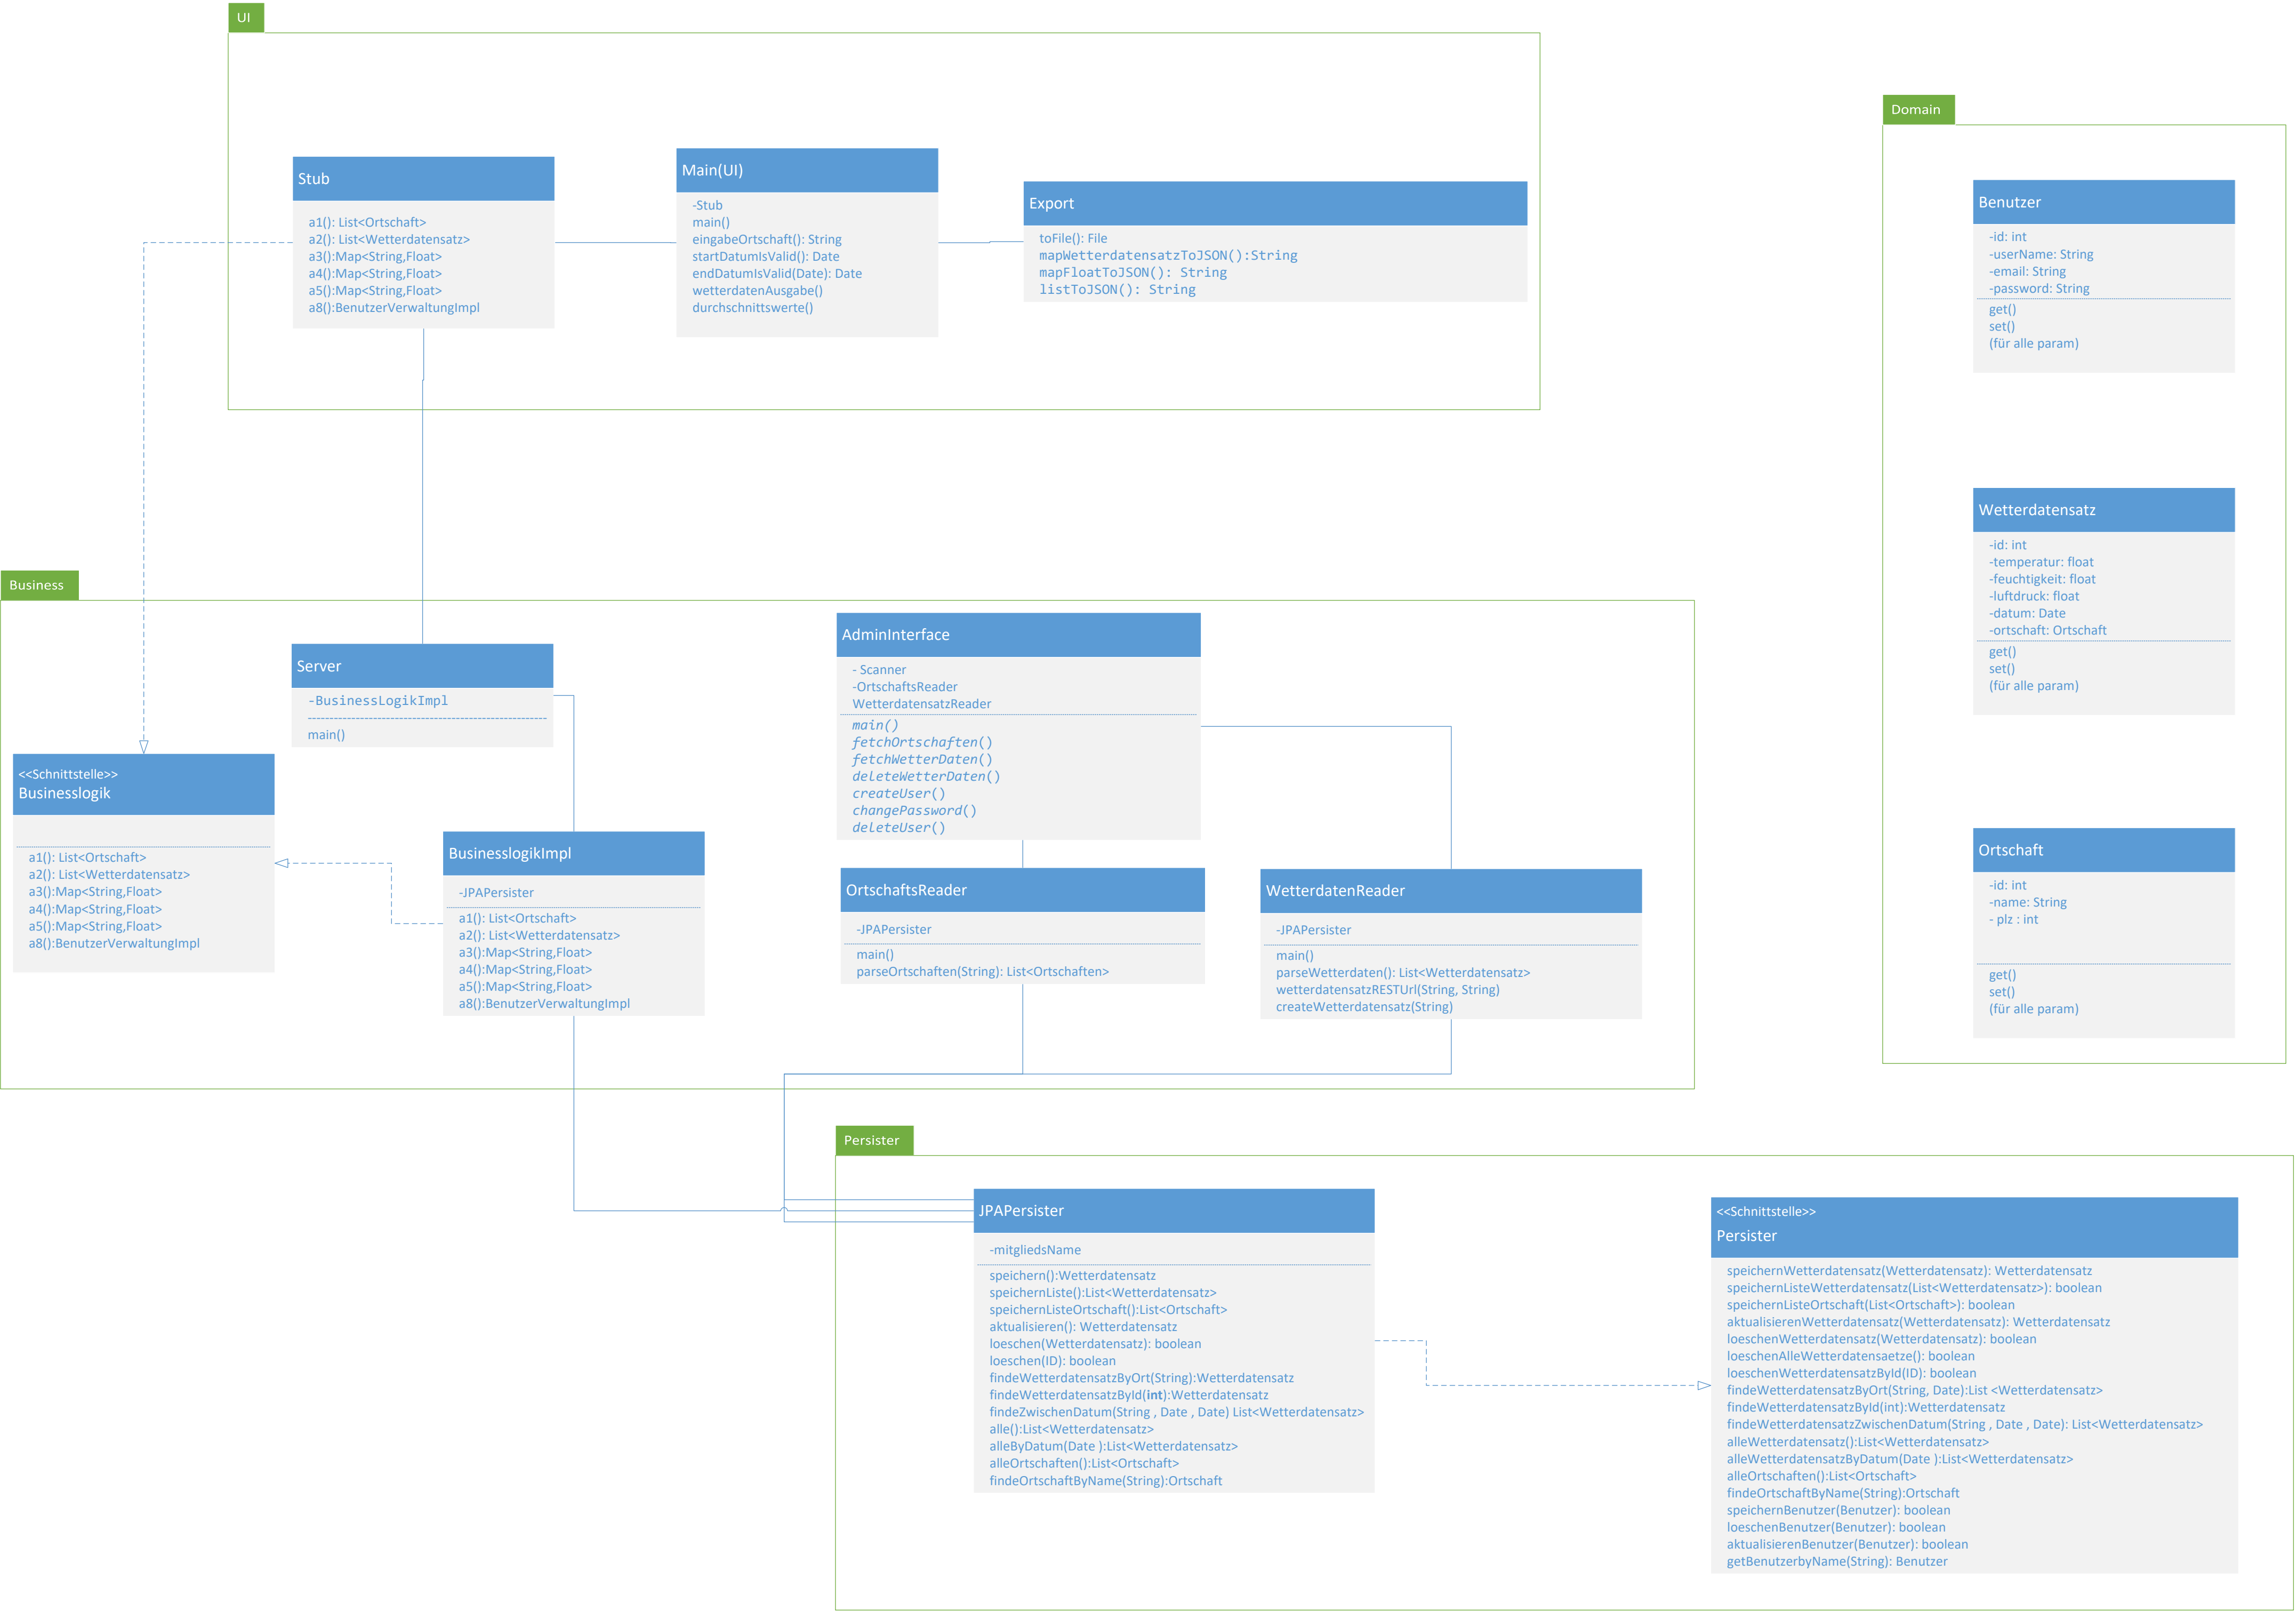 UI
Stub
a1(): List<Ortschaft>
a2(): List<Wetterdatensatz>
a3():Map<String,Float>
a4():Map<String,Float>
a5():Map<String,Float>
a8():BenutzerVerwaltungImpl
Main(UI)
-Stub
main()
eingabeOrtschaft(): String
startDatumIsValid(): Date
endDatumIsValid(Date): Date
wetterdatenAusgabe()
durchschnittswerte()
Export
toFile(): File
mapWetterdatensatzToJSON():String
mapFloatToJSON(): String
listToJSON(): String
Domain
Benutzer
-id: int
-userName: String
-email: String
-password: String
get()
set()
(für alle param)
Wetterdatensatz
-id: int
-temperatur: float
-feuchtigkeit: float
-luftdruck: float
-datum: Date
-ortschaft: Ortschaft
get()
set()
(für alle param)
Ortschaft
-id: int
-name: String
- plz : int
get()
set()
(für alle param)
Business
Server
-BusinessLogikImpl
main()
<<Schnittstelle>>
Businesslogik
a1(): List<Ortschaft>
a2(): List<Wetterdatensatz>
a3():Map<String,Float>
a4():Map<String,Float>
a5():Map<String,Float>
a8():BenutzerVerwaltungImpl
BusinesslogikImpl
-JPAPersister
a1(): List<Ortschaft>
a2(): List<Wetterdatensatz>
a3():Map<String,Float>
a4():Map<String,Float>
a5():Map<String,Float>
a8():BenutzerVerwaltungImpl
AdminInterface
- Scanner
-OrtschaftsReader
WetterdatensatzReader
main()
fetchOrtschaften()
fetchWetterDaten()
deleteWetterDaten()
createUser()
changePassword()
deleteUser()
OrtschaftsReader
-JPAPersister
main()
parseOrtschaften(String): List<Ortschaften>
WetterdatenReader
-JPAPersister
main()
parseWetterdaten(): List<Wetterdatensatz>
wetterdatensatzRESTUrl(String, String)
createWetterdatensatz(String)
Persister
JPAPersister
-mitgliedsName
speichern():Wetterdatensatz
speichernListe():List<Wetterdatensatz>
speichernListeOrtschaft():List<Ortschaft>
aktualisieren(): Wetterdatensatz
loeschen(Wetterdatensatz): boolean
loeschen(ID): boolean
findeWetterdatensatzByOrt(String):Wetterdatensatz
findeWetterdatensatzById(int):Wetterdatensatz
findeZwischenDatum(String , Date , Date) List<Wetterdatensatz>
alle():List<Wetterdatensatz>
alleByDatum(Date ):List<Wetterdatensatz>
alleOrtschaften():List<Ortschaft>
findeOrtschaftByName(String):Ortschaft
<<Schnittstelle>>
Persister
speichernWetterdatensatz(Wetterdatensatz): Wetterdatensatz
speichernListeWetterdatensatz(List<Wetterdatensatz>): boolean
speichernListeOrtschaft(List<Ortschaft>): boolean
aktualisierenWetterdatensatz(Wetterdatensatz): Wetterdatensatz
loeschenWetterdatensatz(Wetterdatensatz): boolean
loeschenAlleWetterdatensaetze(): boolean
loeschenWetterdatensatzById(ID): boolean
findeWetterdatensatzByOrt(String, Date):List <Wetterdatensatz>
findeWetterdatensatzById(int):Wetterdatensatz
findeWetterdatensatzZwischenDatum(String , Date , Date): List<Wetterdatensatz>
alleWetterdatensatz():List<Wetterdatensatz>
alleWetterdatensatzByDatum(Date ):List<Wetterdatensatz>
alleOrtschaften():List<Ortschaft>
findeOrtschaftByName(String):Ortschaft
speichernBenutzer(Benutzer): boolean
loeschenBenutzer(Benutzer): boolean
aktualisierenBenutzer(Benutzer): boolean
getBenutzerbyName(String): Benutzer